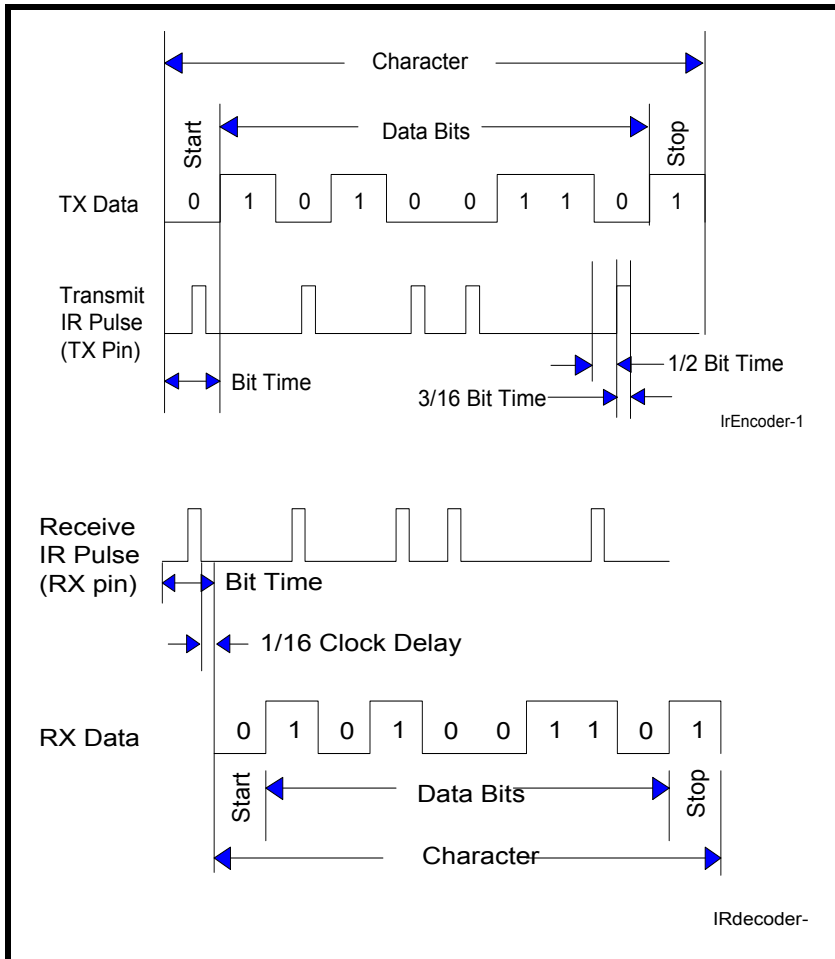 Character
Start
Data Bits
Stop
TX Data
0 1 0 1 0 0 1 1 0 1
Transmit
IR Pulse
(TX Pin)
Bit Time
1/2 Bit Time
3/16 Bit Time
IrEncoder-1
Receive
IR Pulse
(RX pin)
Bit Time
1/16 Clock Delay
RX Data
0 1 0 1 0 0 1 1 0 1
Start
Data Bits
Stop
Character
IRdecoder-